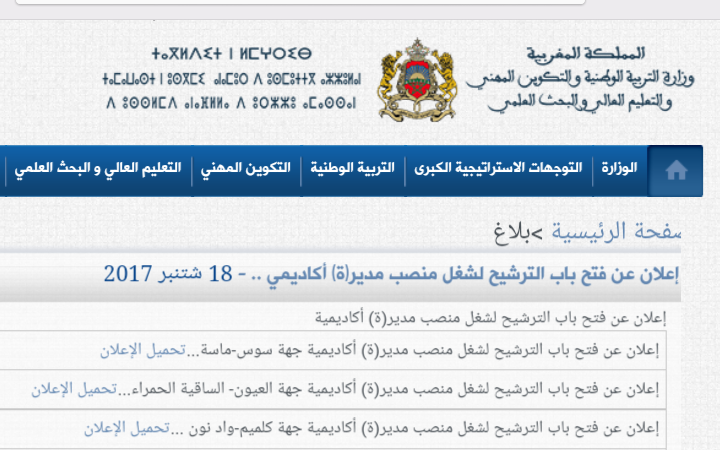 المملكة المغربية
وزارة التربية الوطنية والتكوين المهني
والتعليم العالي والبحث العلمي
ⵜⴰⴳⵍⴷⵉⵜ ⵏ ⵍⵎⵖⵔⵉⴱ
ⵜⴰⵎⴰⵡⴰⵙⵜ ⵏ ⵓⵙⴳⵎⵉ ⴰⵏⴰⵎⵓⵔ ⴷ ⵓⵙⵎⵓⵜⵜⴳ ⴰⵣⵣⵓⵍⴰⵏ
ⴷ ⵓⵙⵙⵍⵎⴷ ⴰⵏⴰⴼⵍⵍⴰ ⴷ ⵓⵔⵣⵣⵓ ⴰⵎⴰⵙⵙⴰⵏ
الوزارة
التوجهات الاستراتيجية الكبرى
التربية الوطنية
التكوين المهني
التعليم العالي و البحث العلمي
صفحة الرئيسية >بلاغ
إعلان عن فتح باب الترشيح لشغل منصب مدير(ة) أكاديمي .. - 18 شتنبر 2017
إعلان عن فتح باب الترشيح لشغل منصب مدير(ة) أكاديمية
إعلان عن فتح باب الترشيح لشغل منصب مدير(ة) أكاديمية جهة سوس-ماسة...تحميل الإعلان
إعلان عن فتح باب الترشيح لشغل منصب مدير(ة) أكاديمية جهة العيون- الساقية الحمراء...تحميل الإعلان
إعلان عن فتح باب الترشيح لشغل منصب مدير(ة) أكاديمية جهة كلميم-واد نون ...تحميل الإعلان